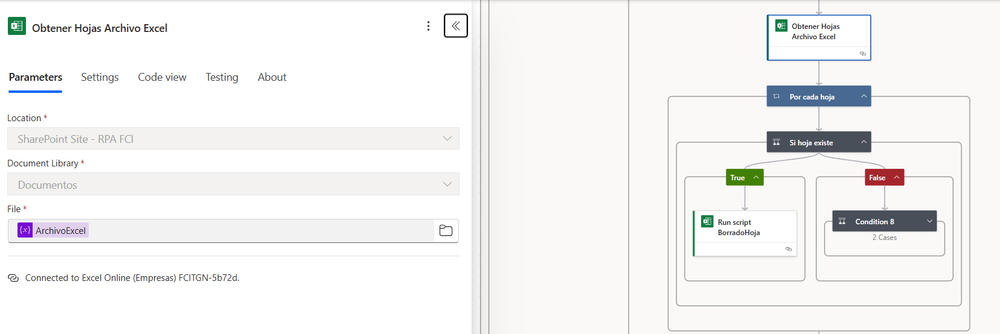 Obtener Hojas Archivo Excel
Parameters
Settings
Code view
Testing
About
Location *
SharePoint Site - RPA FCI
Document Library *
Documentos
File *
{x} ArchivoExcel
Connected to Excel Online (Empresas) FCITGN-5b72d.
Obtener Hojas
Archivo Excel
Por cada hoja
Si hoja existe
True
False
Run script
BorradoHoja
Condition 8
2 Cases